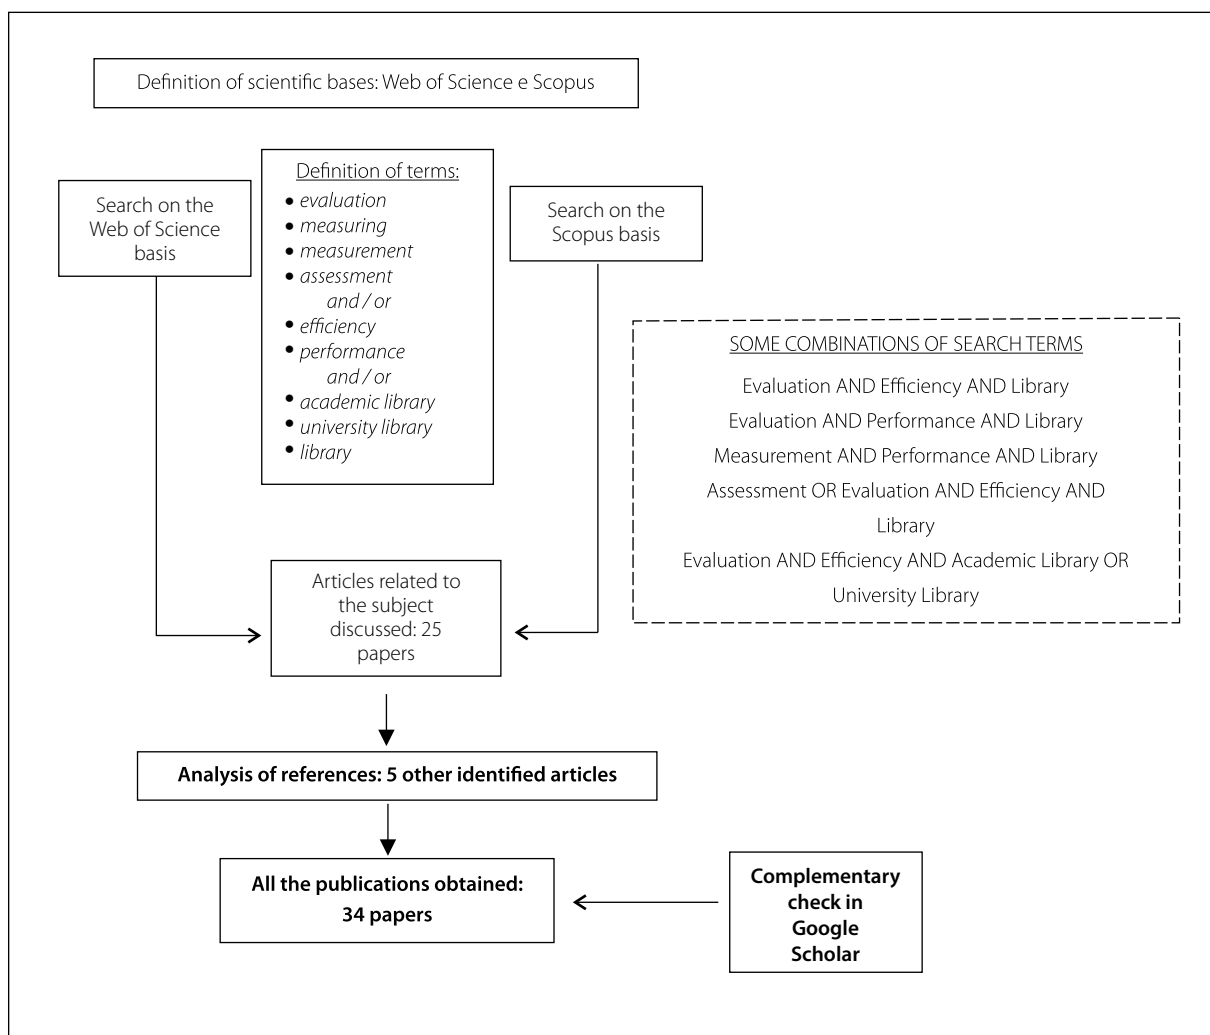 Definition of scientific bases: Web of Science e Scopus
Search on the
Web of Science
basis
Definition of terms:
• evaluation
• measuring
• measurement
• assessment
and / or
• efficiency
• performance
and / or
• academic library
• university library
• library
Search on the
Scopus basis
SOME COMBINATIONS OF SEARCH TERMS
Evaluation AND Efficiency AND Library
Evaluation AND Performance AND Library
Measurement AND Performance AND Library
Assessment OR Evaluation AND Efficiency AND
Library
Evaluation AND Efficiency AND Academic Library OR
University Library
Articles related to
the subject
discussed: 25
papers
Analysis of references: 5 other identified articles
All the publications obtained:
34 papers
Complementary
check in
Google
Scholar